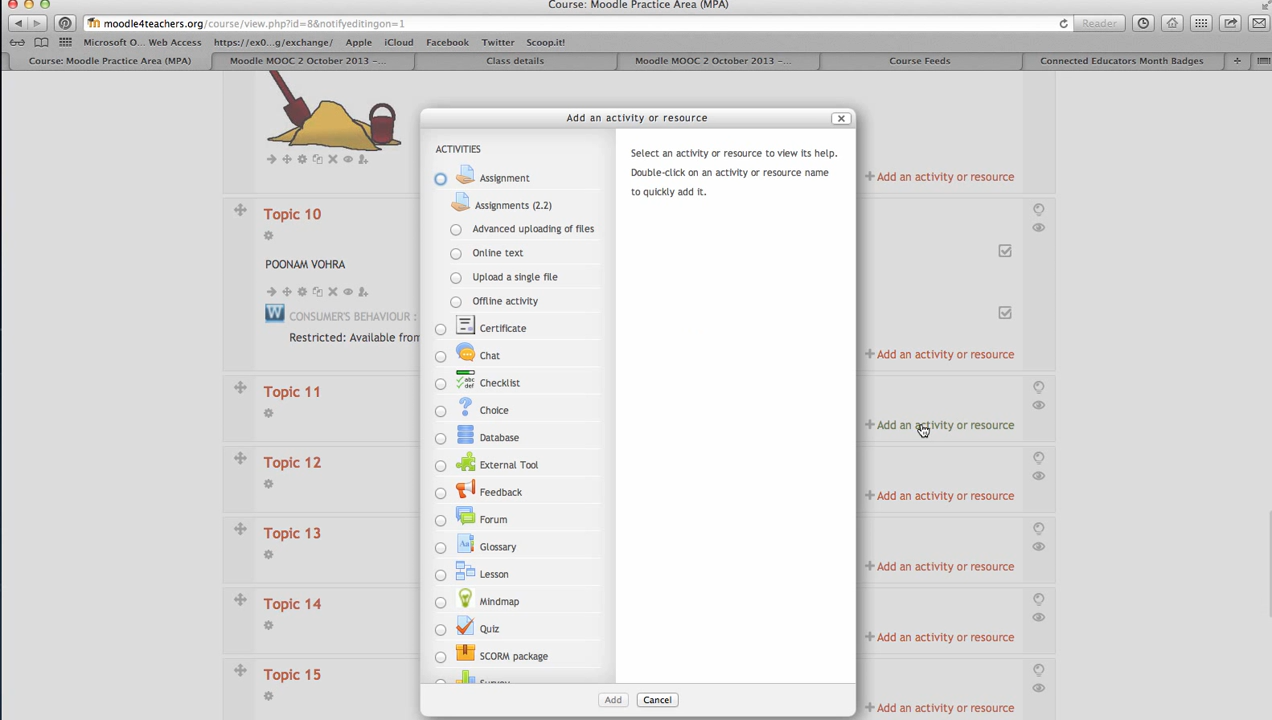 Course: Moodle Practice Area (MPA)
moodle4teachers.org/course/view.php?id=8&notifyeditingon=1
Reader
Microsoft O... Web Access
https://ex0...g/exchange/
Apple
iCloud
Facebook
Twitter
Scoop.it!
Course: Moodle Practice Area (MPA)
Moodle MOOC 2 October 2013 –...
Class details
Moodle MOOC 2 October 2013 –...
Course Feeds
Connected Educators Month Badges
Add an activity or resource
Topic 10
POONAM VOHRA
CONSUMER'S BEHAVIOUR :
Restricted: Available from
Add an activity or resource
Topic 11
Add an activity or resource
Topic 12
Add an activity or resource
Topic 13
Add an activity or resource
Topic 14
Add an activity or resource
Topic 15
Add an activity or resource
Add an activity or resource
ACTIVITIES
Assignment
Assignments (2.2)
Advanced uploading of files
Online text
Upload a single file
Offline activity
Certificate
Chat
Checklist
Choice
Database
External Tool
Feedback
Forum
Glossary
Lesson
Mindmap
Quiz
SCORM package
Survey
Select an activity or resource to view its help.
Double-click on an activity or resource name
to quickly add it.
Add
Cancel